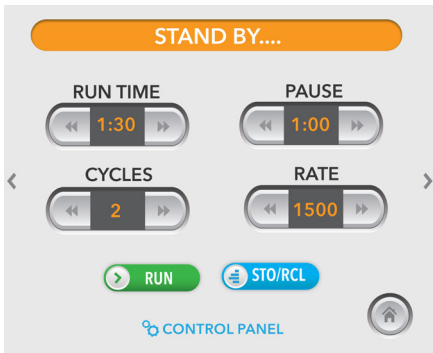 STAND BY....
RUN TIME
PAUSE
1:30
1:00
CYCLES
RATE
2
1500
RUN
STO/RCL
CONTROL PANEL